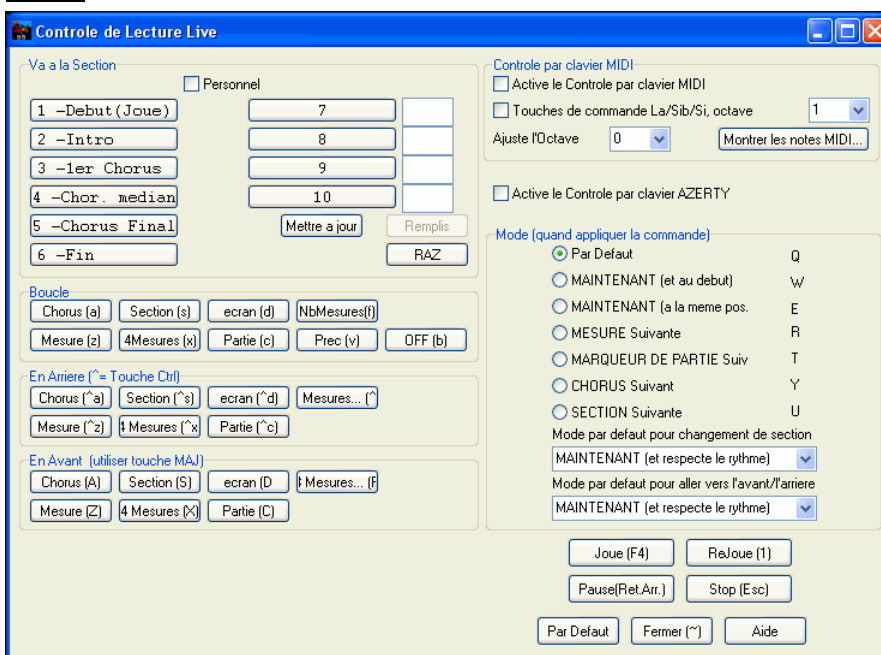 Controle de Lecture Live
Va a la Section
Personnel
1 -Debut(Joue)
7
2 -Intro
8
3 -1er Chorus
9
4 -Chor. median
10
5 -Chorus Final
Mettre a jour
Remplis
6 -Fin
RAZ
Boucle
Chorus (a)
Section (s)
ecran (d)
NbMesures(f)
Mesure (z)
4Mesures (x)
Partie (c)
Prec (v)
OFF (b)
En Arriere (^= Touche Ctrl)
Chorus (^a)
Section (^s)
ecran (^d)
Mesures... (^
Mesure (^z)
Mesures (^x
Partie (^c)
En Avant (utiliser touche MAJ)
Chorus (A)
Section (S)
ecran (D
Mesures... (F
Mesure (Z)
4 Mesures (X)
Partie (C)
Controle par clavier MIDI
Active le Controle par clavier MIDI
Touches de commande La/Sib/Si, octave
1
Ajuste l'Octave
0
Montrer les notes MIDI...
Active le Controle par clavier AZERTY
Mode (quand appliquer la commande)
Par Defaut Q
MAINTENANT (et au debut) W
MAINTENANT (a la meme pos. E
MESURE Suivante R
MARQUEUR DE PARTIE Suiv T
CHORUS Suivant Y
SECTION Suivante U
Mode par defaut pour changement de section
MAINTENANT (et respecte le rythme)
Mode par defaut pour aller vers l'avant/l'arriere
MAINTENANT (et respecte le rythme)
Joue (F4)
ReJoue (1)
Pause(Ret.Arr.)
Stop (Esc)
Par Defaut
Fermer (~)
Aide